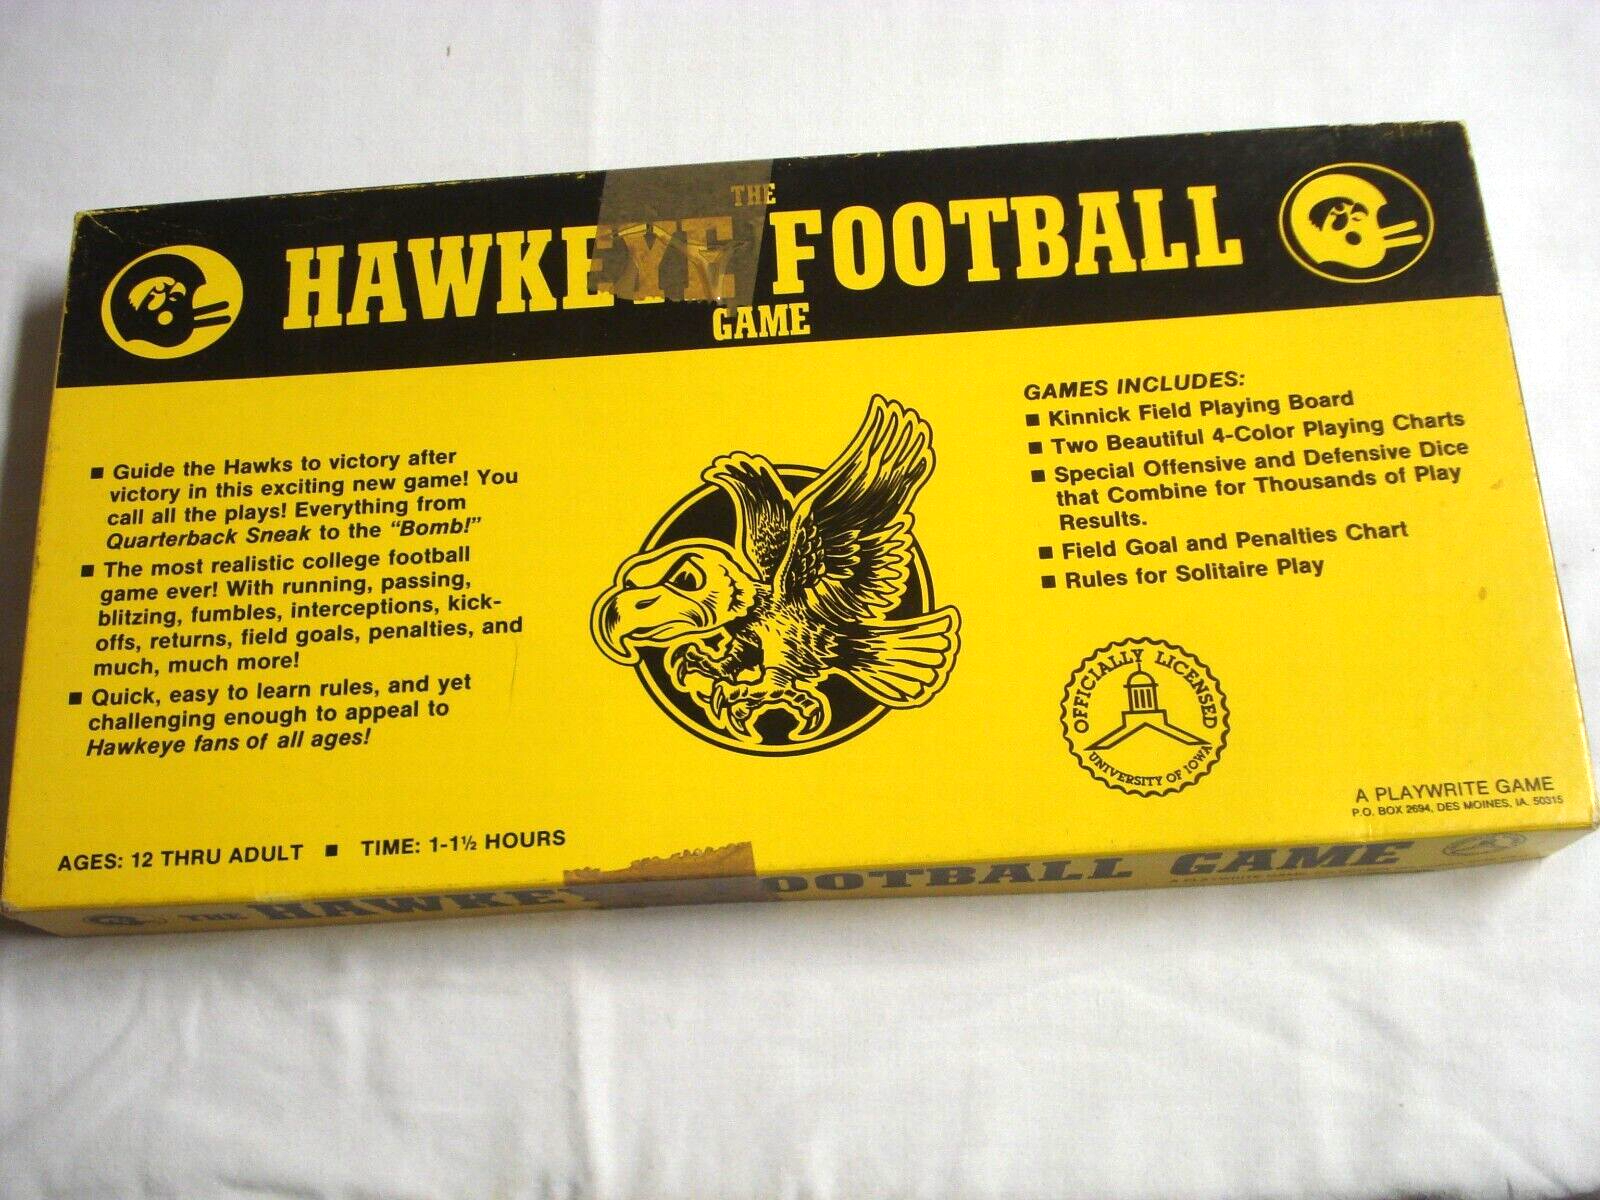 THE
HAWKEYE FOOTBALL
GAME
■ Guide the Hawks to victory after
victory in this exciting new game! You
call all the plays! Everything from
Quarterback Sneak to the "Bomb!"
■ The most realistic college football
game ever! With running, passing,
blitzing, fumbles, interceptions, kick-
offs, returns, field goals, penalties, and
much, much more!
■ Quick, easy to learn rules, and yet
challenging enough to appeal to
Hawkeye fans of all ages!
AGES: 12 THRU ADULT ■ TIME: 1-1½ HOURS
GAMES INCLUDES:
■ Kinnick Field Playing Board
■ Two Beautiful 4-Color Playing Charts
■ Special Offensive and Defensive Dice
that Combine for Thousands of Play
Results.
■ Field Goal and Penalties Chart
■ Rules for Solitaire Play
OFFICIALLY LICENSED
UNIVERSITY OF IOWA
A PLAYWRITE GAME
P.O. BOX 2694, DES MOINES, IA. 50315
THE HAWKE OOTBALL GAME
A PLAYWRITE GAME